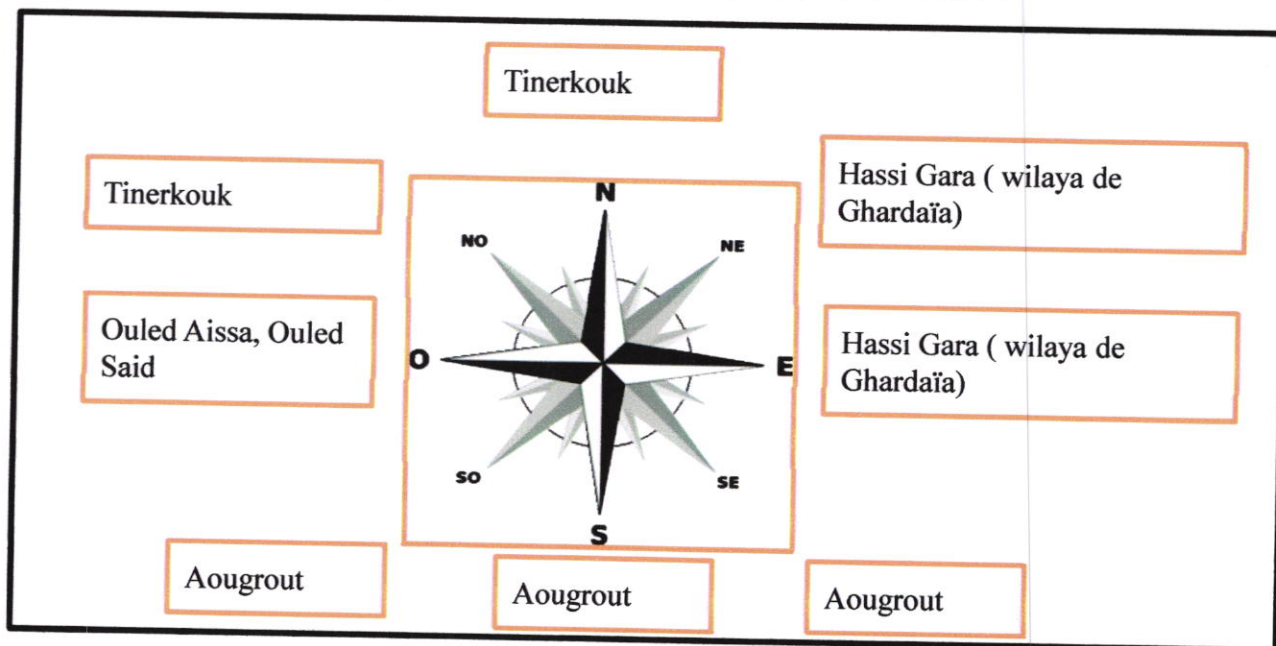 Tinerkouk
Tinerkouk
Hassi Gara ( wilaya de
Ghardaïa)
N
NO
NE
Ouled Aissa, Ouled
Said
O
E
Hassi Gara ( wilaya de
Ghardaïa)
SO
SE
S
Aougrout
Aougrout
Aougrout